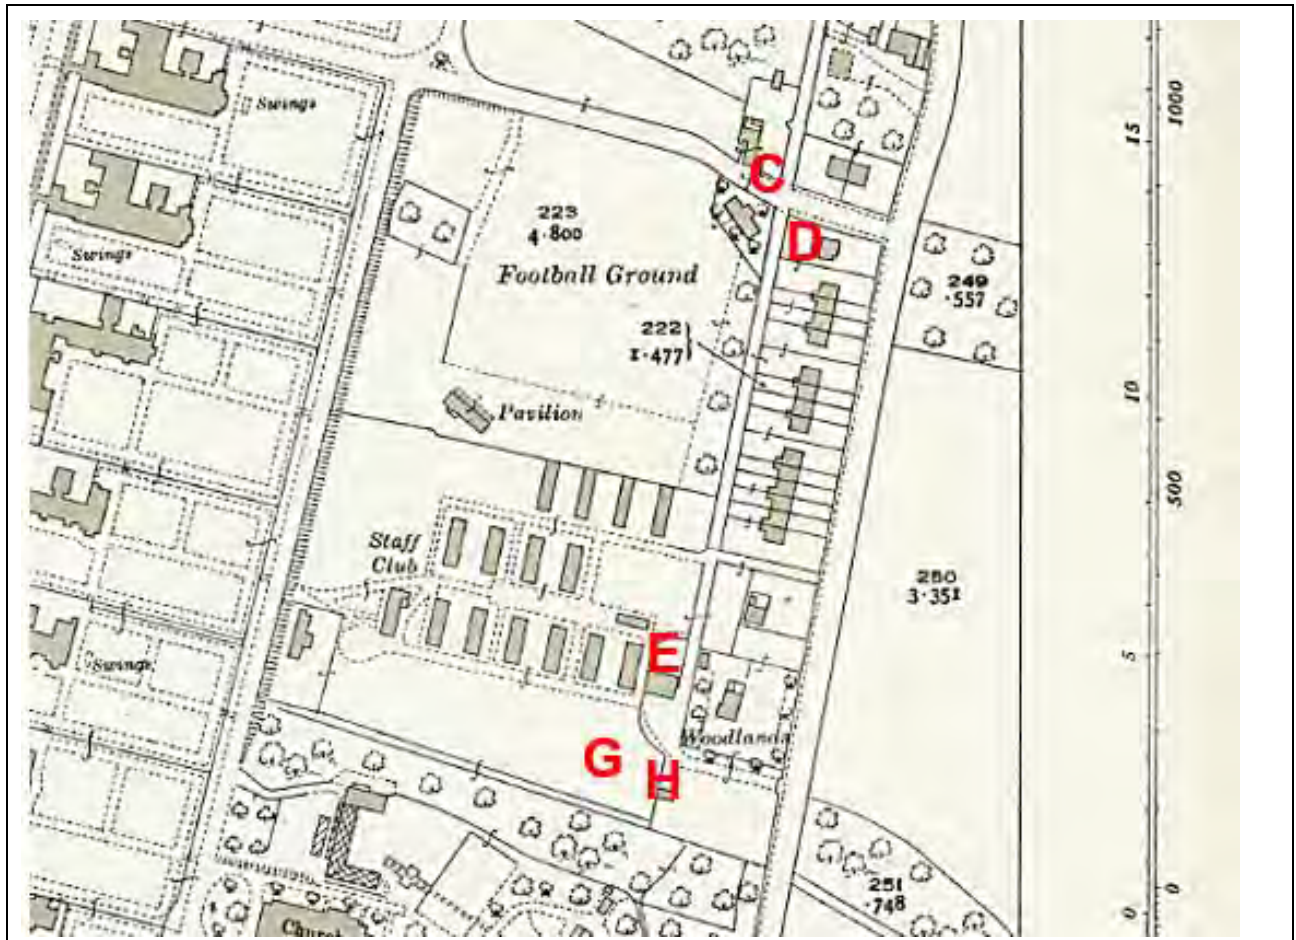 Swings
1000
15
C
223
4·800
D
Swings
Football Ground
249
·557
222
1·477
10
Pavilion
500
Staff
Club
250
3·351
E
5
Swings
Woodlands
G
H
251
·748
0
0
Church